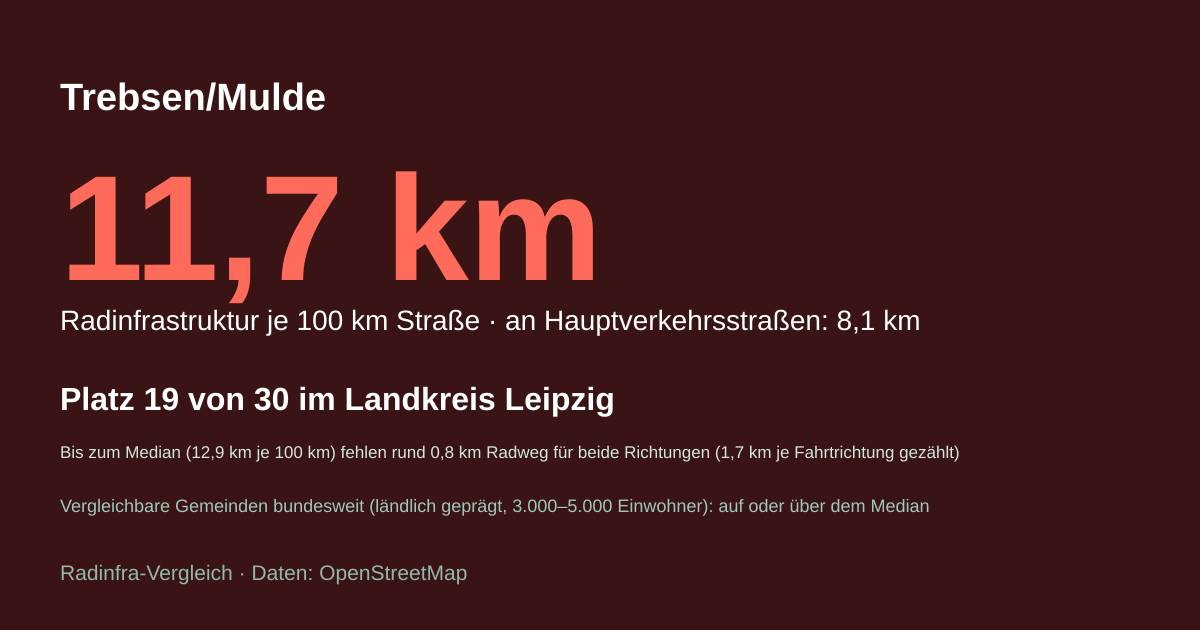 Trebsen/Mulde
11,7 km
Radinfrastruktur je 100 km Straße · an Hauptverkehrsstraßen: 8,1 km
Platz 19 von 30 im Landkreis Leipzig
Bis zum Median (12,9 km je 100 km) fehlen rund 0,8 km Radweg für beide Richtungen (1,7 km je Fahrtrichtung gezählt)
Vergleichbare Gemeinden bundesweit (ländlich geprägt, 3.000–5.000 Einwohner): auf oder über dem Median
Radinfra-Vergleich · Daten: OpenStreetMap